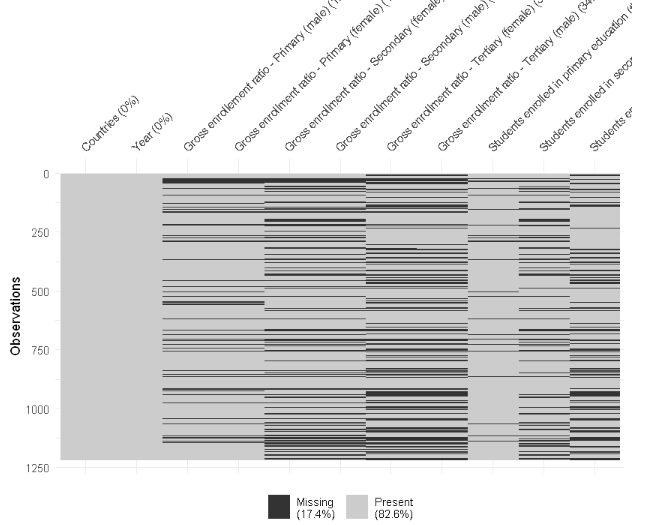 Countries (0%)
Year (0%)
Gross enrollement ratio - Primary (male)
Gross enrollment ratio - Primary (female)
Gross enrollment ratio - Secondary (female)
Gross enrollment ratio - Secondary (male)
Gross enrollment ratio - Tertiary (female)
Gross enrollment ratio - Tertiary (male) (34
Students enrolled in primary education
Students enrolled in
Students
0
250
500
750
1000
1250
Observations
Missing
(17.4%)
Present
(82.6%)